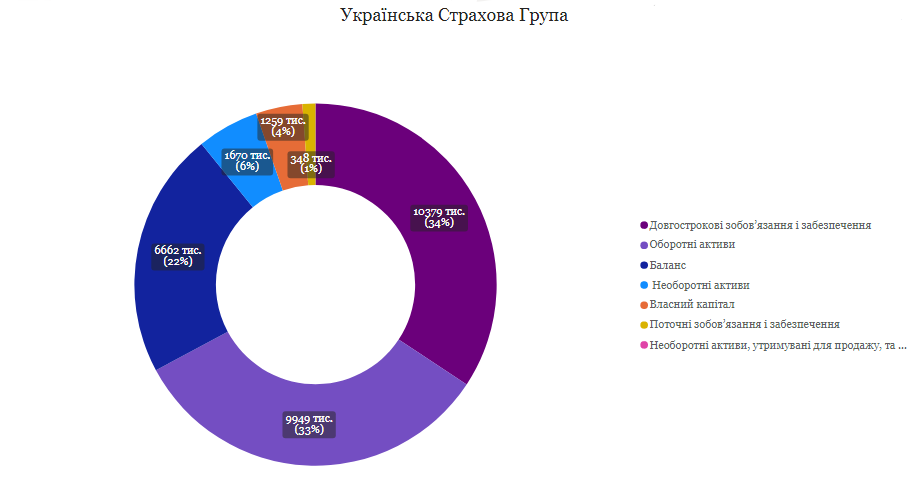 Українська Страхова Група
1259 тис.
(4%)
1670 тис.
(6%)
348 тис.
(1%)
10379 тис.
(34%)
6662 тис.
(22%)
9949 тис.
(33%)
Довгострокові зобов’язання і забезпечення
Оборотні активи
Баланс
Необоротні активи
Власний капітал
Поточні зобов’язання і забезпечення
Необоротні активи, утримувані для продажу, та ...